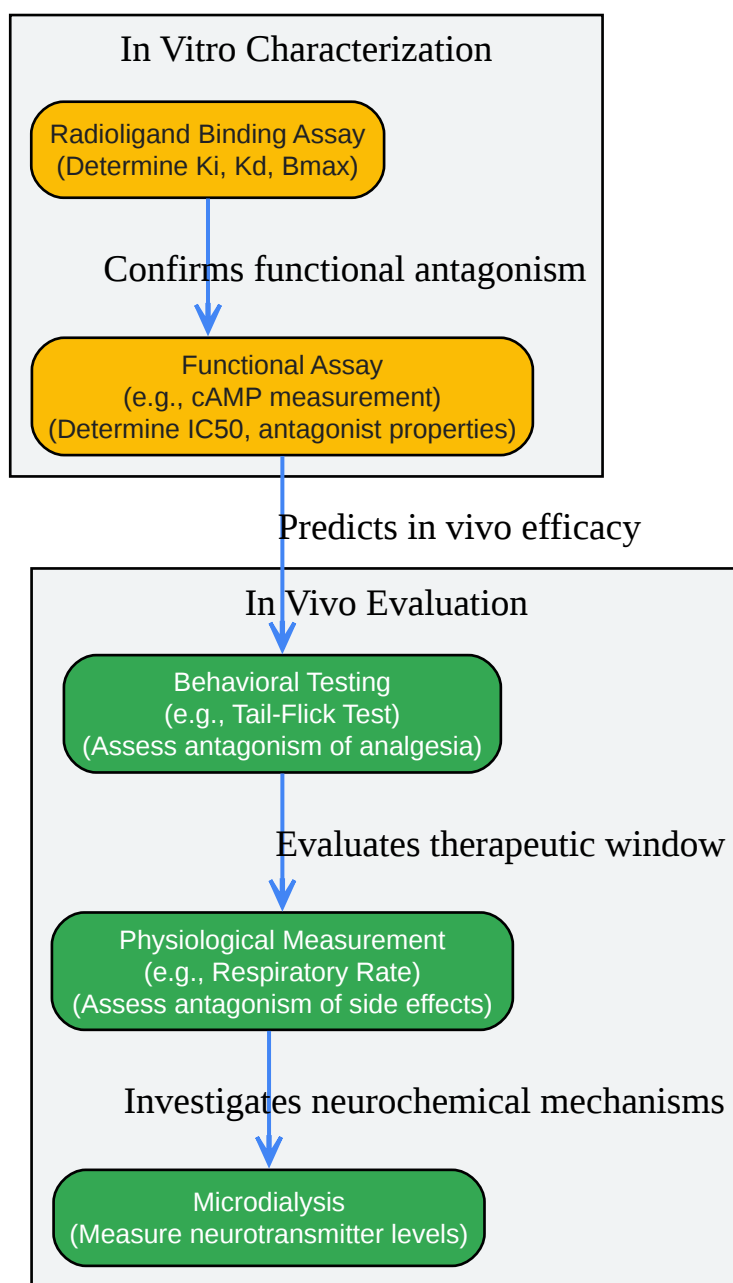 In Vitro Characterization
Radioligand Binding Assay
(Determine Ki, Kd, Bmax)
Confirms functional antagonism
Functional Assay
(e.g., cAMP measurement)
(Determine IC50, antagonist properties)
Predicts in vivo efficacy
In Vivo Evaluation
Behavioral Testing
(e.g., Tail-Flick Test)
(Assess antagonism of analgesia)
Evaluates therapeutic window
Physiological Measurement
(e.g., Respiratory Rate)
(Assess antagonism of side effects)
Investigates neurochemical mechanisms
Microdialysis
(Measure neurotransmitter levels)